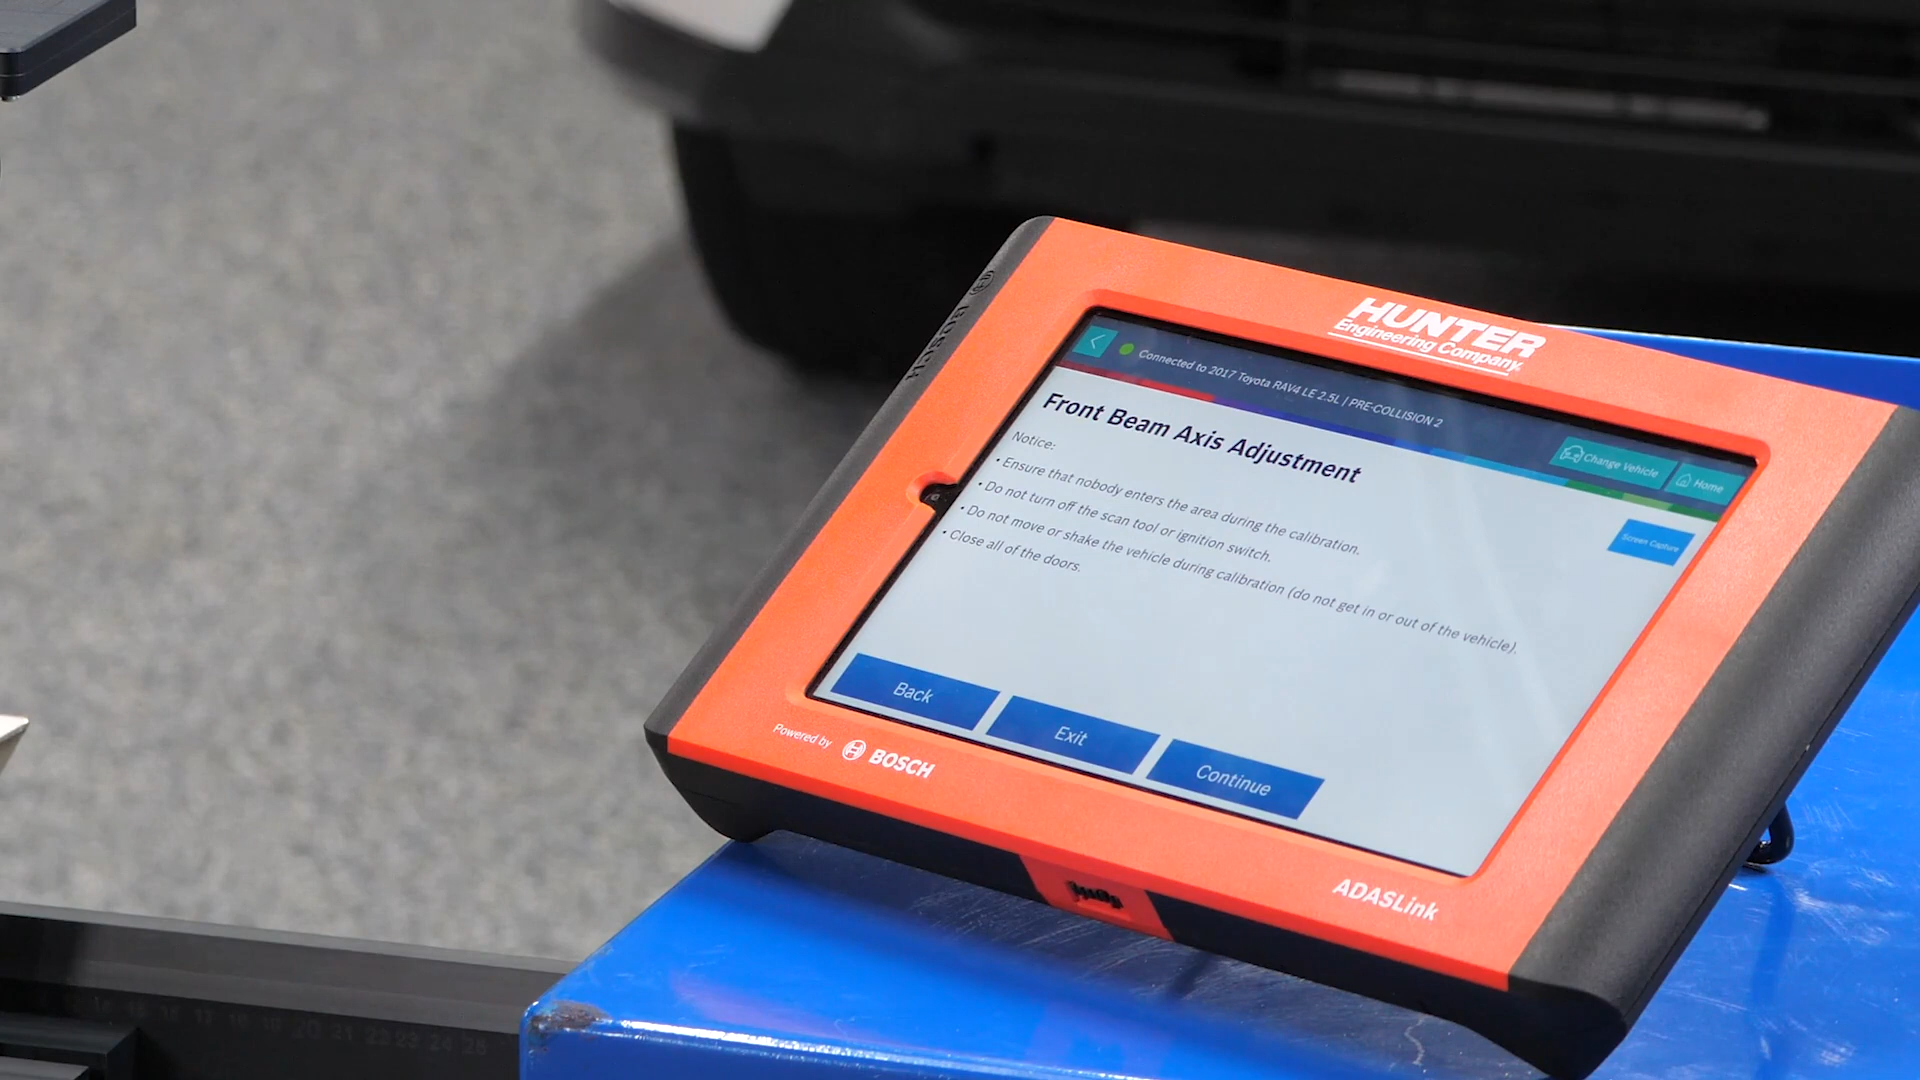 HUNTER
Engineering Company
BOSCH
Connected to 2017 Toyota RAV4 LE 2.5L | PRE-COLLISION 2
Change Vehicle
Home
Front Beam Axis Adjustment
Screen Capture
Notice:
• Ensure that nobody enters the area during the calibration.
• Do not turn off the scan tool or ignition switch.
• Do not move or shake the vehicle during calibration (do not get in or out of the vehicle).
• Close all of the doors.
Back
Exit
Continue
Powered by
BOSCH
ADASLink